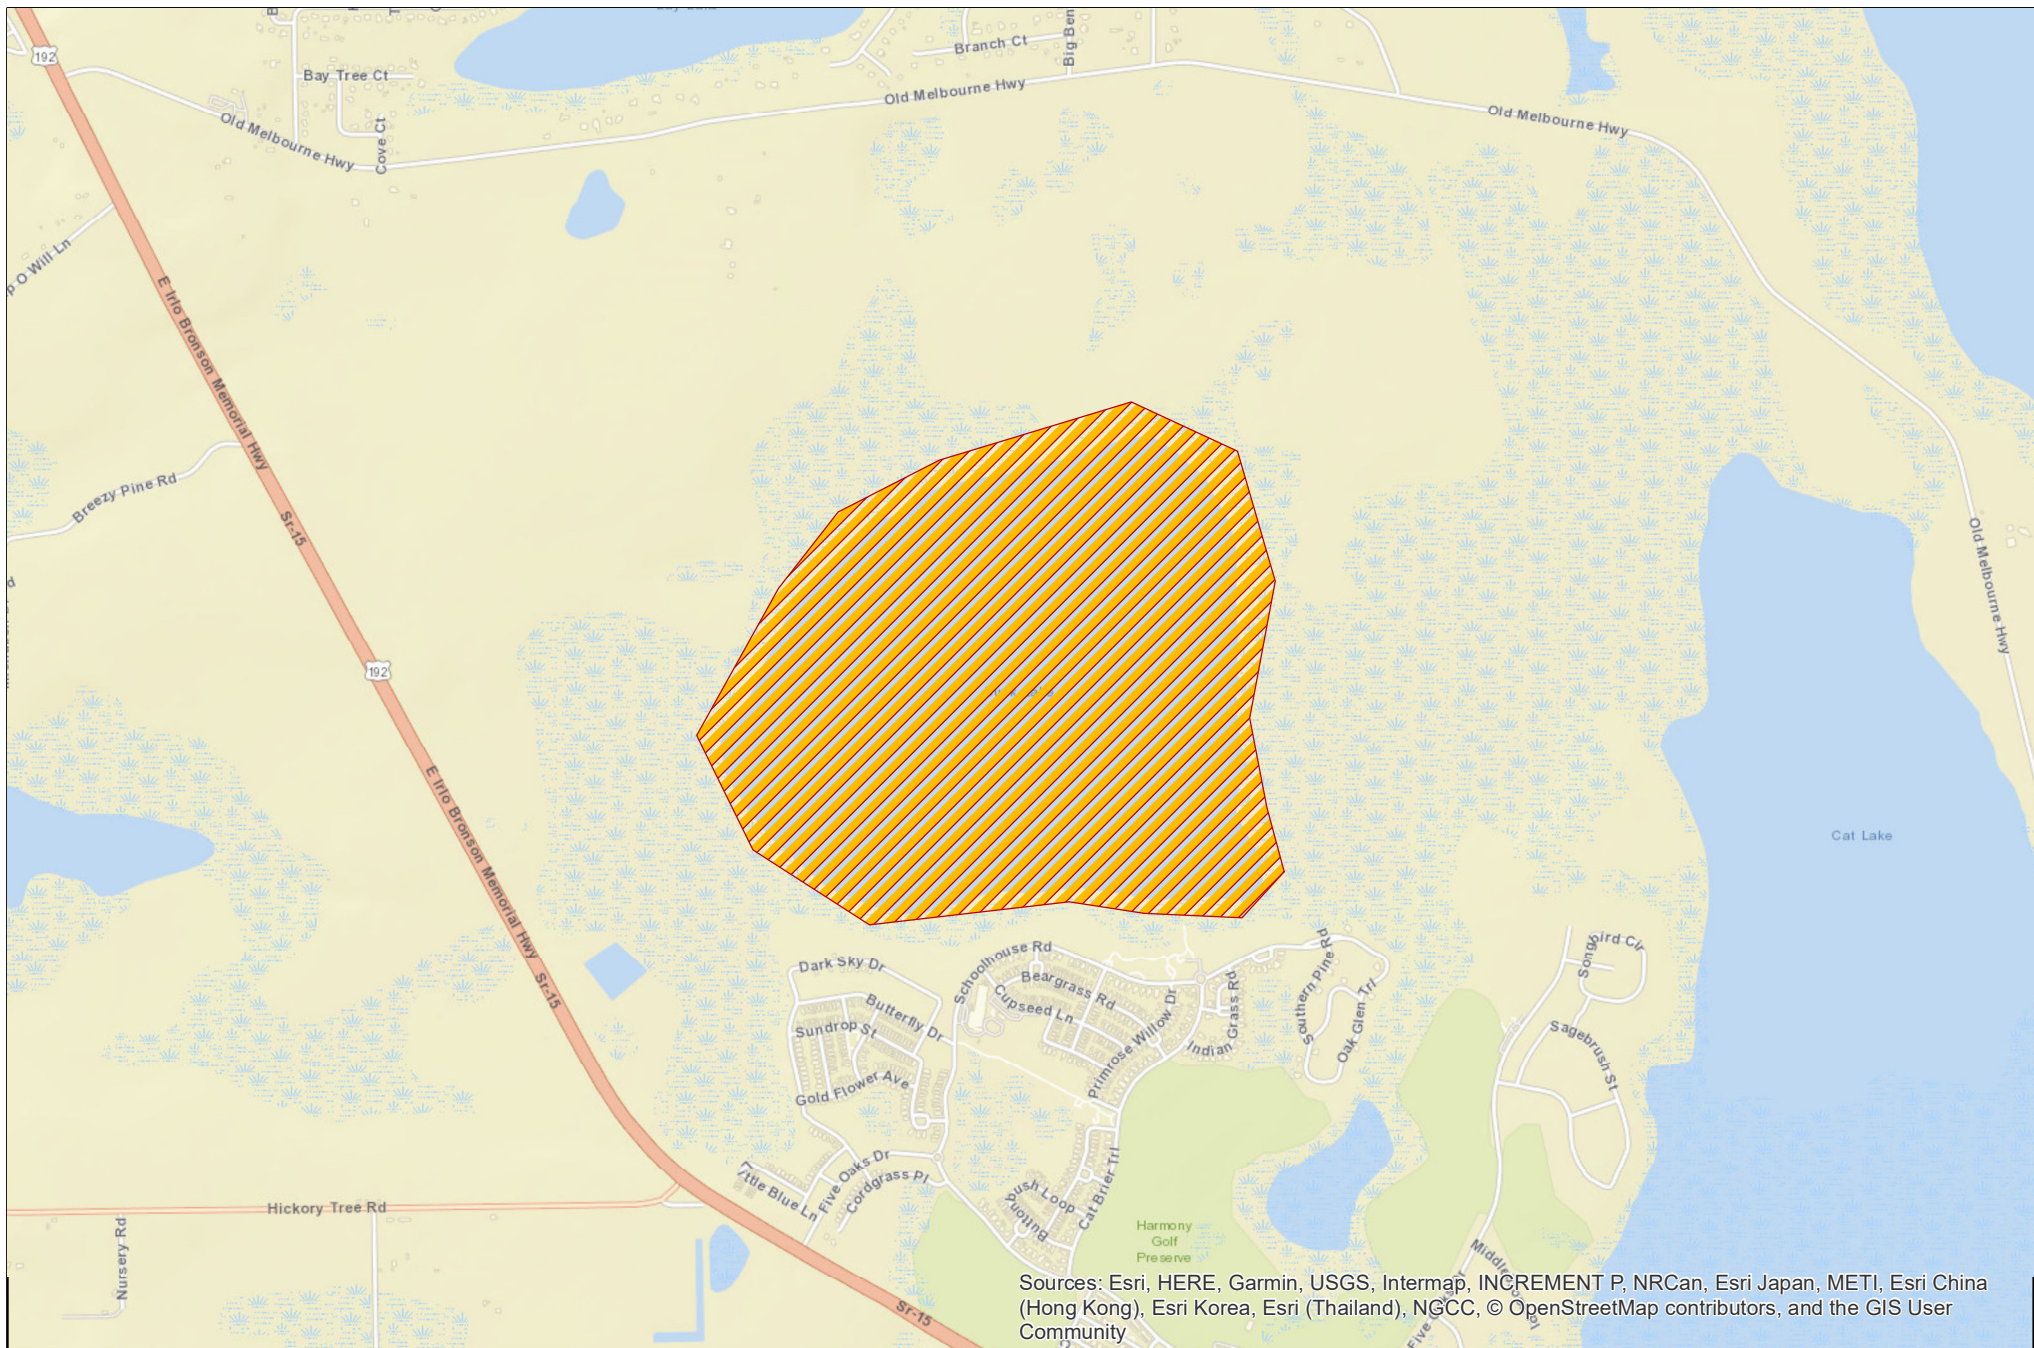 192
Bay Tree Ct
Branch Ct
Big Ben
Old Melbourne Hwy
Old Melbourne Hwy
Old Melbourne Hwy
Cove Ct
O Will Ln
E Irlo Bronson Memorial Hwy
Breezy Pine Rd
Sr-15
Old Melbourne Hwy
192
E Irlo Bronson Memorial Hwy
Cat Lake
Sr-15
Dark Sky Dr
Schoolhouse Rd
Beargrass Rd
Cupseed Ln
Butterfly Dr
Sundrop St
Gold Flower Ave
Primrose Willow Dr
Indian Grass Rd
Southern Pine Rd
Oak Glen Trl
Songbird Cir
Sagebrush St
Little Blue Ln
Five Oaks Dr
Cordgrass Pl
Buttonbush Loop
Cat Brier Trl
Hickory Tree Rd
Nursery Rd
Harmony
Golf
Preserve
Sr-15
Sources: Esri, HERE, Garmin, USGS, Intermap, INCREMENT P, NRCan, Esri Japan, METI, Esri China
(Hong Kong), Esri Korea, Esri (Thailand), NGCC, © OpenStreetMap contributors, and the GIS User
Community